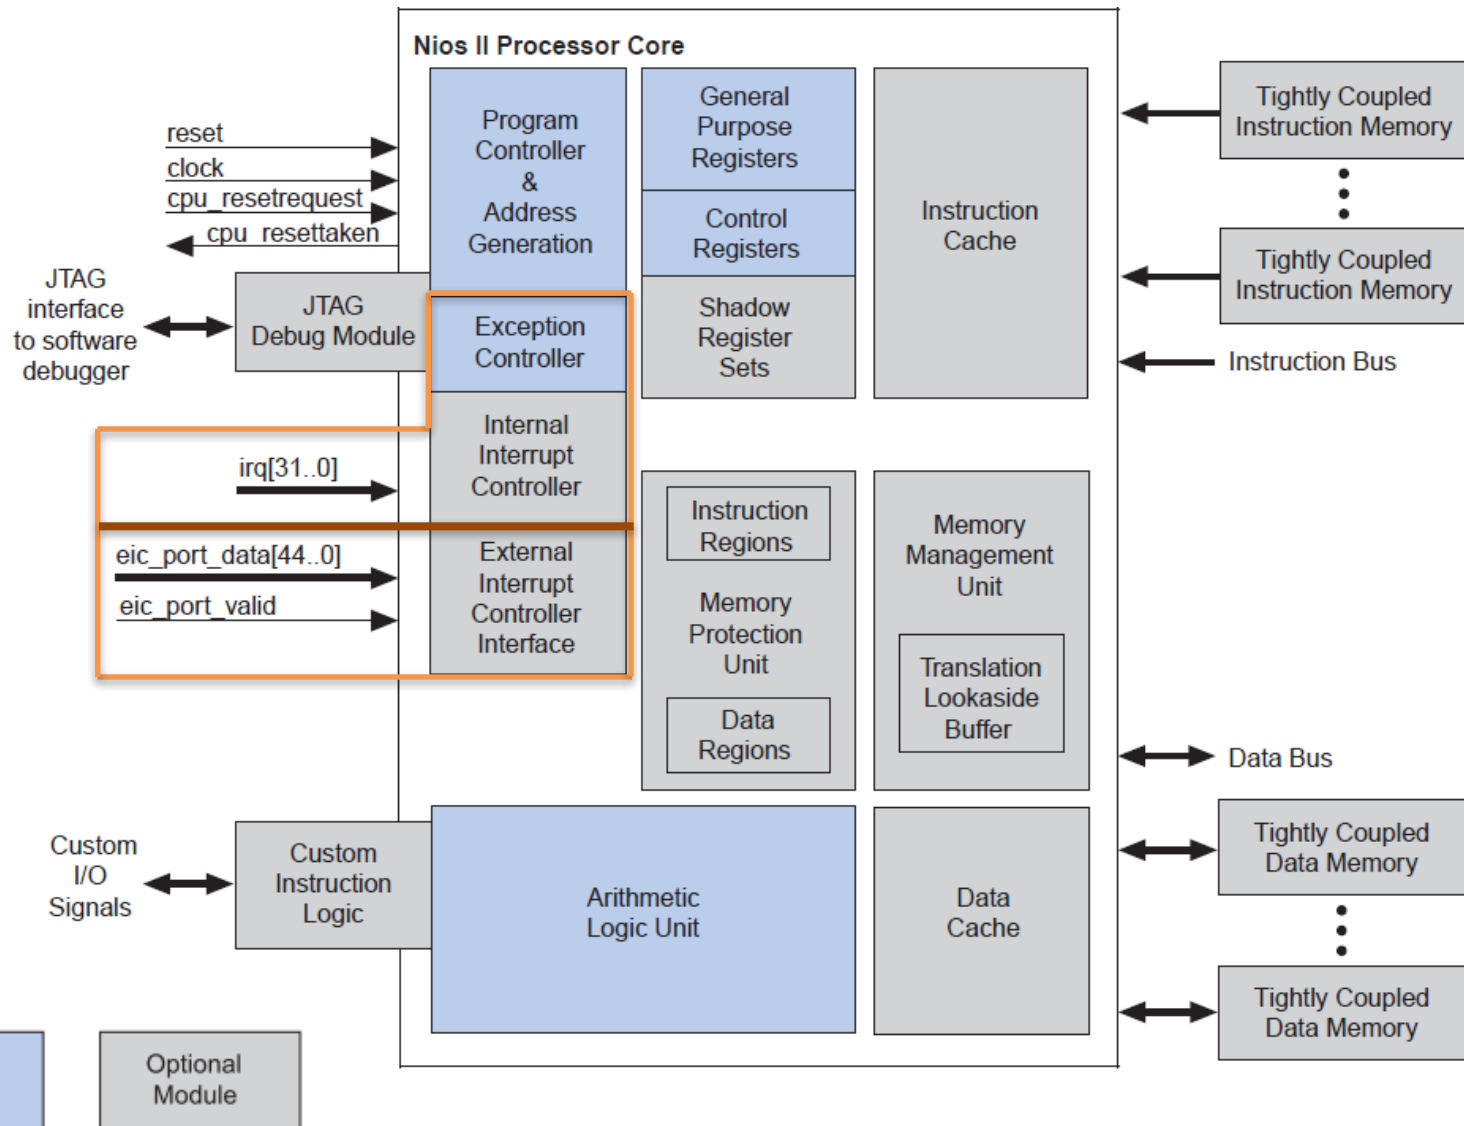 Nios II Processor Core
reset
clock
cpu_resetrequest
cpu_resettaken
JTAG
interface
to software
debugger
JTAG
Debug Module
irq[31..0]
eic_port_data[44..0]
eic_port_valid
Custom
I/O
Signals
Custom
Instruction
Logic
Program
Controller
&
Address
Generation
Exception
Controller
Internal
Interrupt
Controller
External
Interrupt
Controller
Interface
General
Purpose
Registers
Control
Registers
Shadow
Register
Sets
Instruction
Cache
Instruction
Regions
Memory
Protection
Unit
Data
Regions
Memory
Management
Unit
Translation
Lookaside
Buffer
Arithmetic
Logic Unit
Data
Cache
Tightly Coupled
Instruction Memory
Tightly Coupled
Instruction Memory
Instruction Bus
Data Bus
Tightly Coupled
Data Memory
Tightly Coupled
Data Memory
Optional
Module